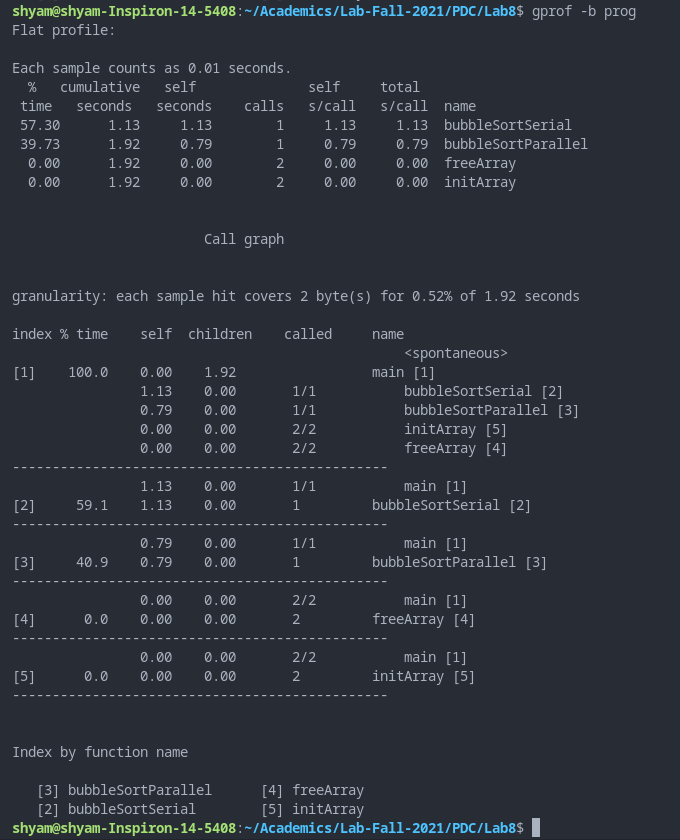 shyam@shyam-Inspiron-14-5408:~/Academics/Lab-Fall-2021/PDC/Lab8$ gprof -b prog
Flat profile:

Each sample counts as 0.01 seconds.
  %   cumulative   self              self     total
 time   seconds   seconds    calls   s/call   s/call  name
 57.30      1.13     1.13        1     1.13     1.13  bubbleSortSerial
 39.73      1.92     0.79        1     0.79     0.79  bubbleSortParallel
  0.00      1.92     0.00        2     0.00     0.00  freeArray
  0.00      1.92     0.00        2     0.00     0.00  initArray

                        Call graph

granularity: each sample hit covers 2 byte(s) for 0.52% of 1.92 seconds

index % time    self  children    called     name
                                                 <spontaneous>
[1]    100.0    0.00    1.92                 main [1]
                1.13    0.00       1/1           bubbleSortSerial [2]
                0.79    0.00       1/1           bubbleSortParallel [3]
                0.00    0.00       2/2           initArray [5]
                0.00    0.00       2/2           freeArray [4]
-----------------------------------------------
                1.13    0.00       1/1           main [1]
[2]     59.1    1.13    0.00       1         bubbleSortSerial [2]
-----------------------------------------------
                0.79    0.00       1/1           main [1]
[3]     40.9    0.79    0.00       1         bubbleSortParallel [3]
-----------------------------------------------
                0.00    0.00       2/2           main [1]
[4]      0.0    0.00    0.00       2         freeArray [4]
-----------------------------------------------
                0.00    0.00       2/2           main [1]
[5]      0.0    0.00    0.00       2         initArray [5]
-----------------------------------------------

Index by function name

   [3] bubbleSortParallel      [4] freeArray
   [2] bubbleSortSerial        [5] initArray
shyam@shyam-Inspiron-14-5408:~/Academics/Lab-Fall-2021/PDC/Lab8$